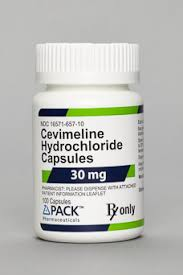 NDC 16571-657-10
Cevimeline
Hydrochloride
Capsules
30 mg
PHARMACIST: PLEASE DISPENSE WITH ATTACHED
PATIENT INFORMATION LEAFLET
100 Capsules
PACK™
Pharmaceuticals
Rx only